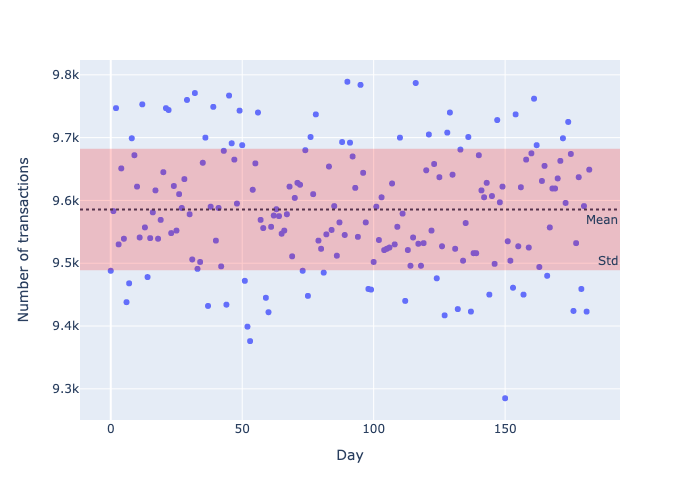 9.8k
9.7k
9.6k
9.5k
9.4k
9.3k
Number of transactions
Mean
Std
0
50
100
150
Day